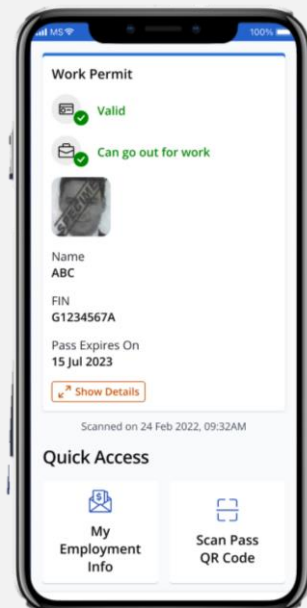 MS
100%
Work Permit
Valid
Can go out for work
SPECIMEN
Name
ABC
FIN
G1234567A
Pass Expires On
15 Jul 2023
Show Details
Scanned on 24 Feb 2022, 09:32AM
Quick Access
My
Employment
Info
Scan Pass
QR Code